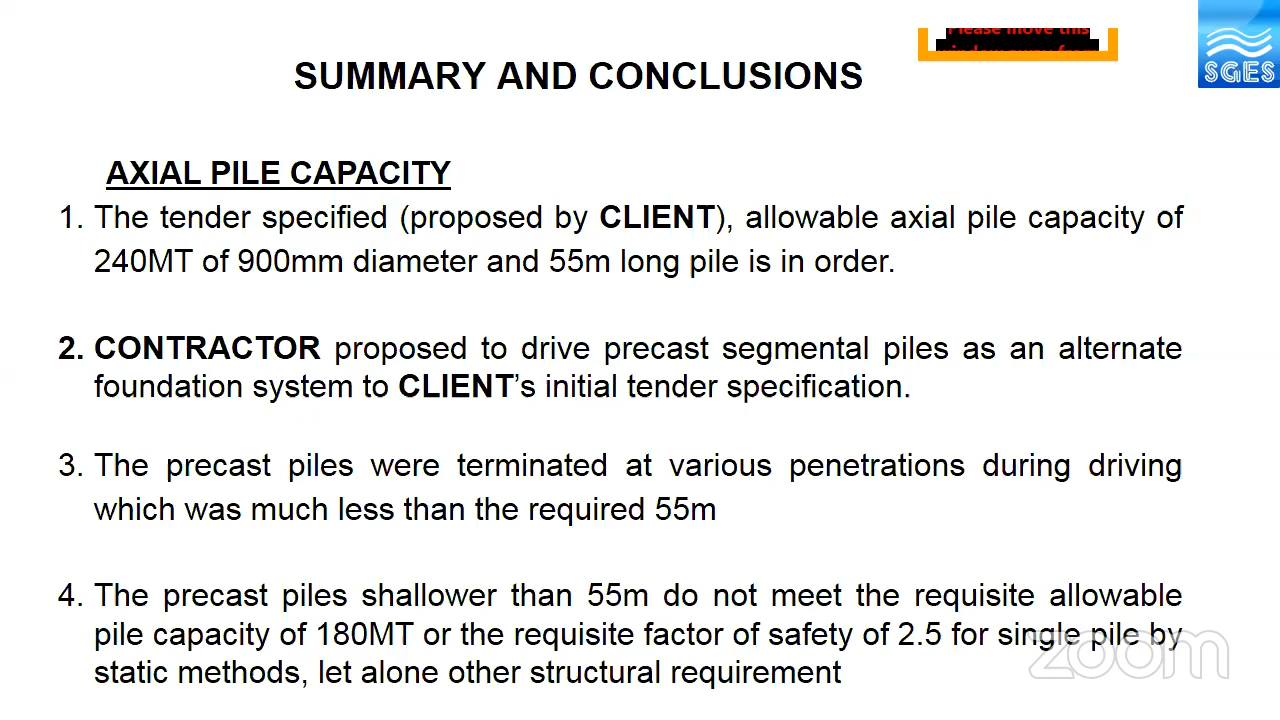 Please move this
SGES
SUMMARY AND CONCLUSIONS
AXIAL PILE CAPACITY
1. The tender specified (proposed by CLIENT), allowable axial pile capacity of
240MT of 900mm diameter and 55m long pile is in order.
2. CONTRACTOR proposed to drive precast segmental piles as an alternate
foundation system to CLIENT’s initial tender specification.
3. The precast piles were terminated at various penetrations during driving
which was much less than the required 55m
4. The precast piles shallower than 55m do not meet the requisite allowable
pile capacity of 180MT or the requisite factor of safety of 2.5 for single pile by
static methods, let alone other structural requirement
zoom